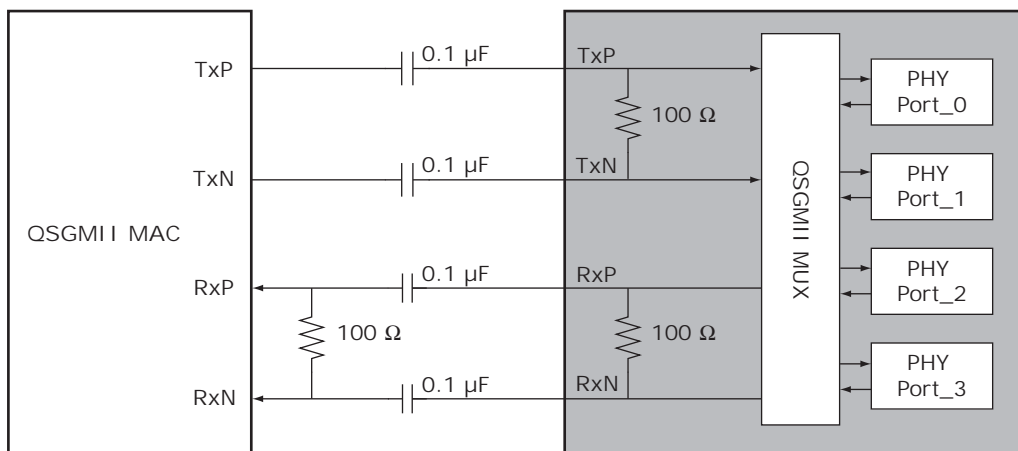 0.1 µF
TxP
TxP
PHY
Port_0
100 Ω
0.1 µF
TxN
TxN
PHY
Port_1
QSGMII MAC
QSGMII MUX
0.1 µF
RxP
RxP
PHY
Port_2
100 Ω
100 Ω
0.1 µF
RxN
RxN
PHY
Port_3